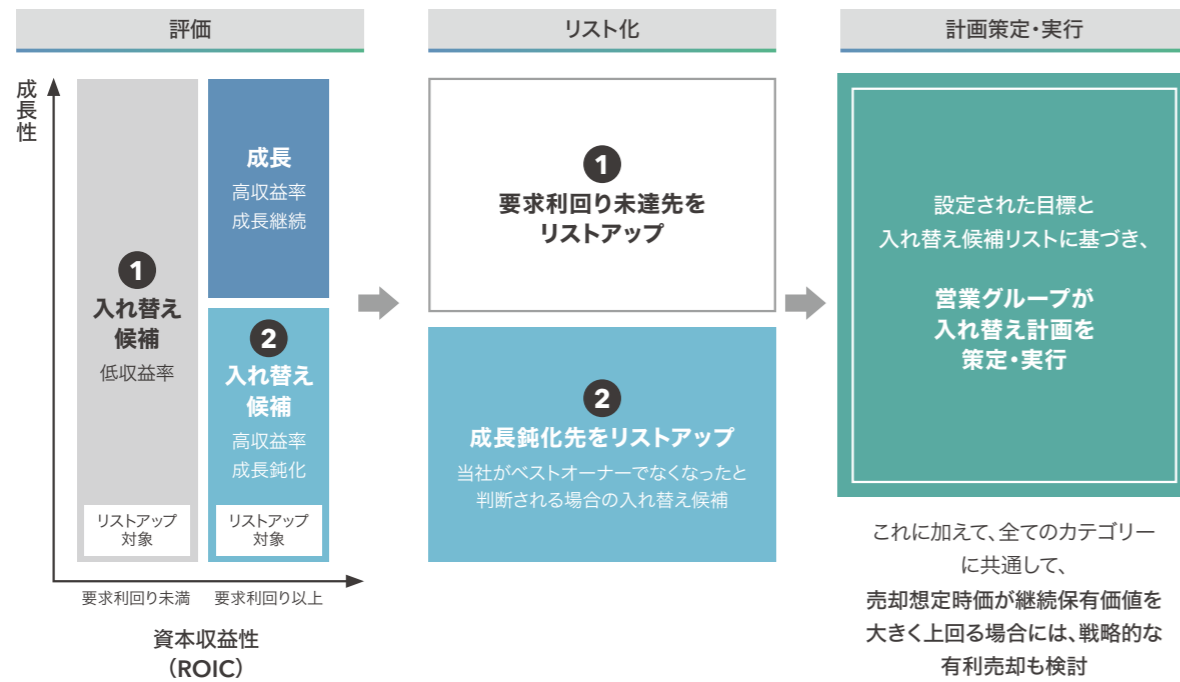 評価
成長性
1
入れ替え
候補
低収益率
リストアップ
対象
成長
高収益率
成長継続
2
入れ替え
候補
高収益率
成長鈍化
リストアップ
対象
要求利回り未満
要求利回り以上
資本収益性
(ROIC)
リスト化
1
要求利回り未達先を
リストアップ
2
成長鈍化先をリストアップ
当社がベストオーナーでなくなったと
判断される場合の入れ替え候補
計画策定・実行
設定された目標と
入れ替え候補リストに基づき、
営業グループが
入れ替え計画を
策定・実行
これに加えて、全てのカテゴリー
に共通して、
売却想定時価が継続保有価値を
大きく上回る場合には、戦略的な
有利売却も検討